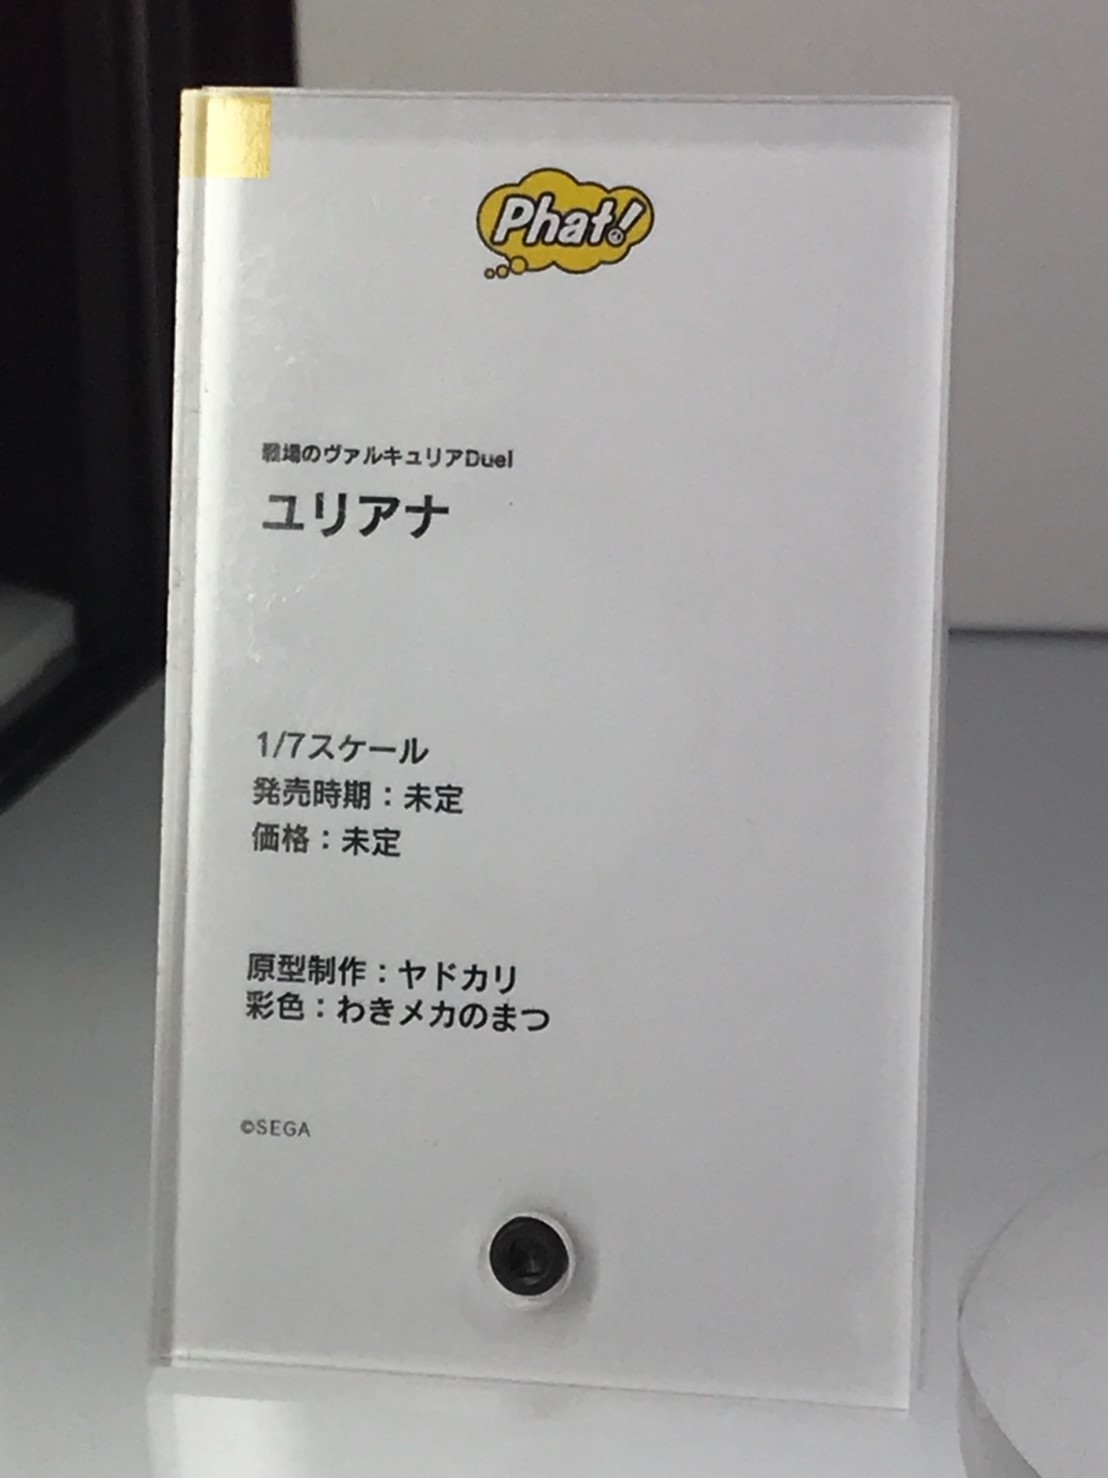 Phat!
戦場のヴァルキュリアDuel
ユリアナ
1/7スケール
発売時期：未定
価格：未定
原型制作：ヤドカリ
彩色：わきメカのまつ
©SEGA